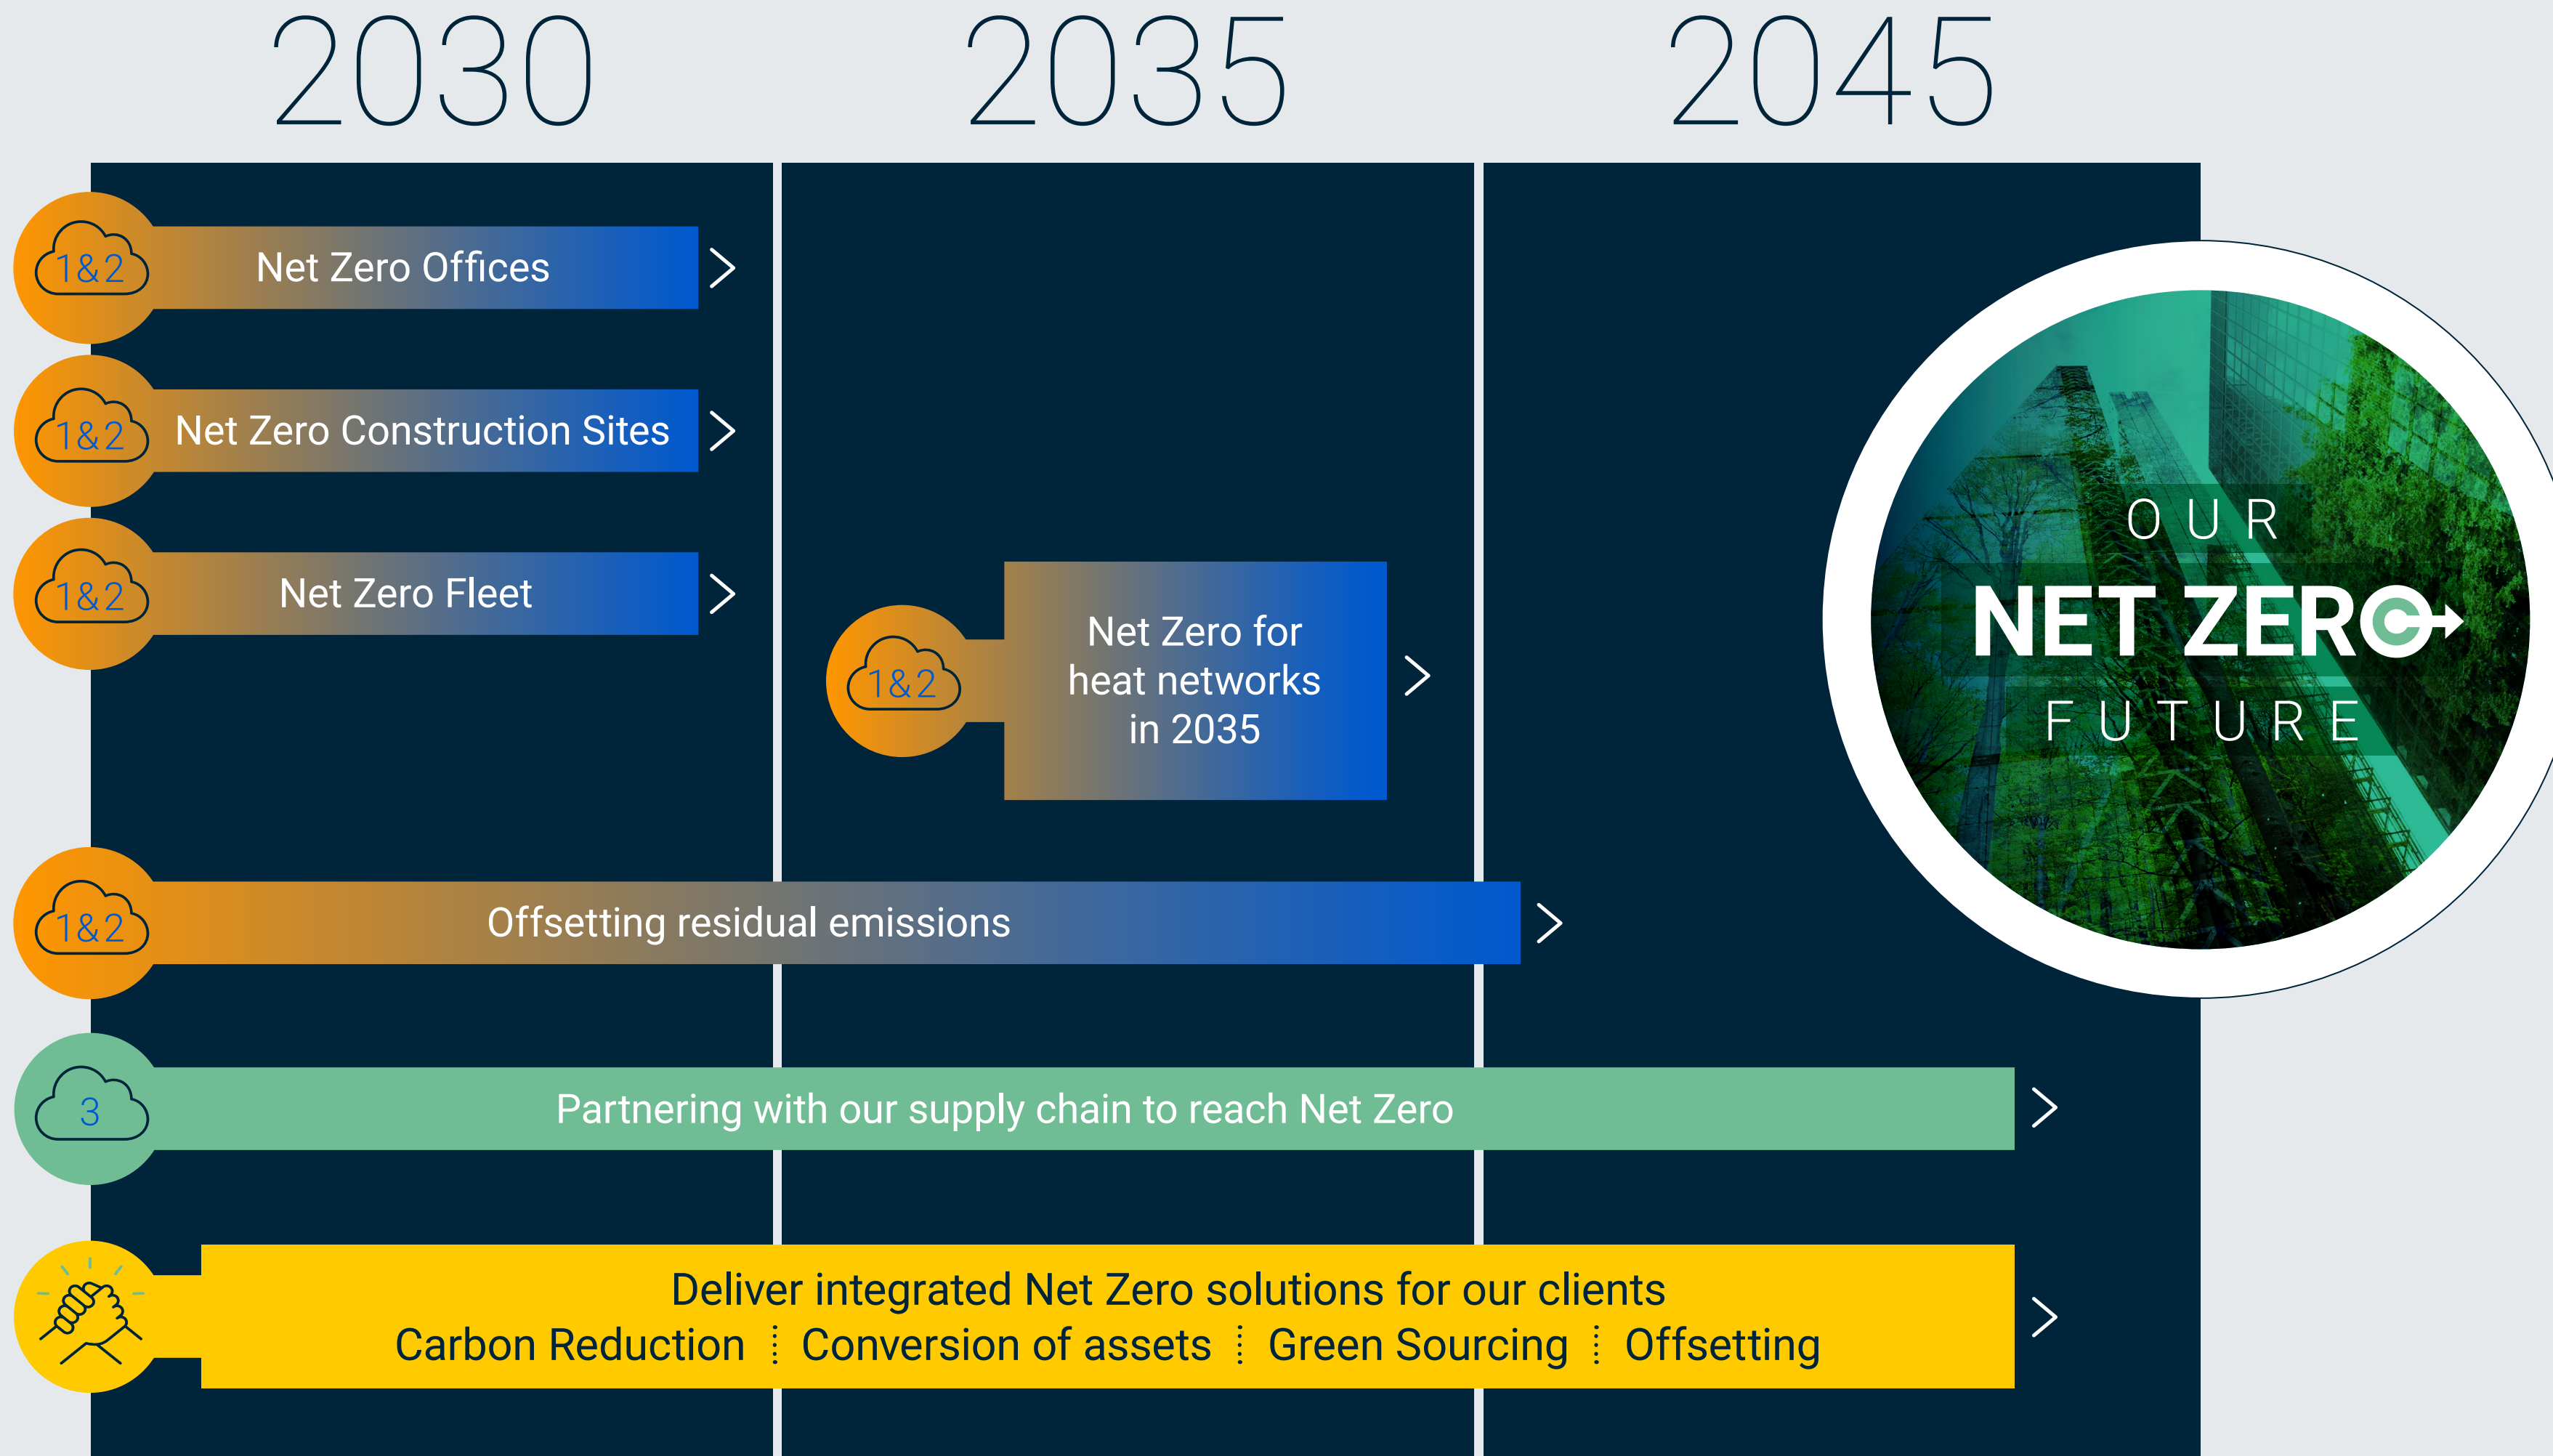 2030
2035
2045
1&2
Net Zero Offices
1&2
Net Zero Construction Sites
1&2
Net Zero Fleet
1&2
Net Zero for
heat networks
in 2035
OUR
NET ZERO
FUTURE
1&2
Offsetting residual emissions
3
Partnering with our supply chain to reach Net Zero
Deliver integrated Net Zero solutions for our clients
Carbon Reduction Conversion of assets Green Sourcing Offsetting